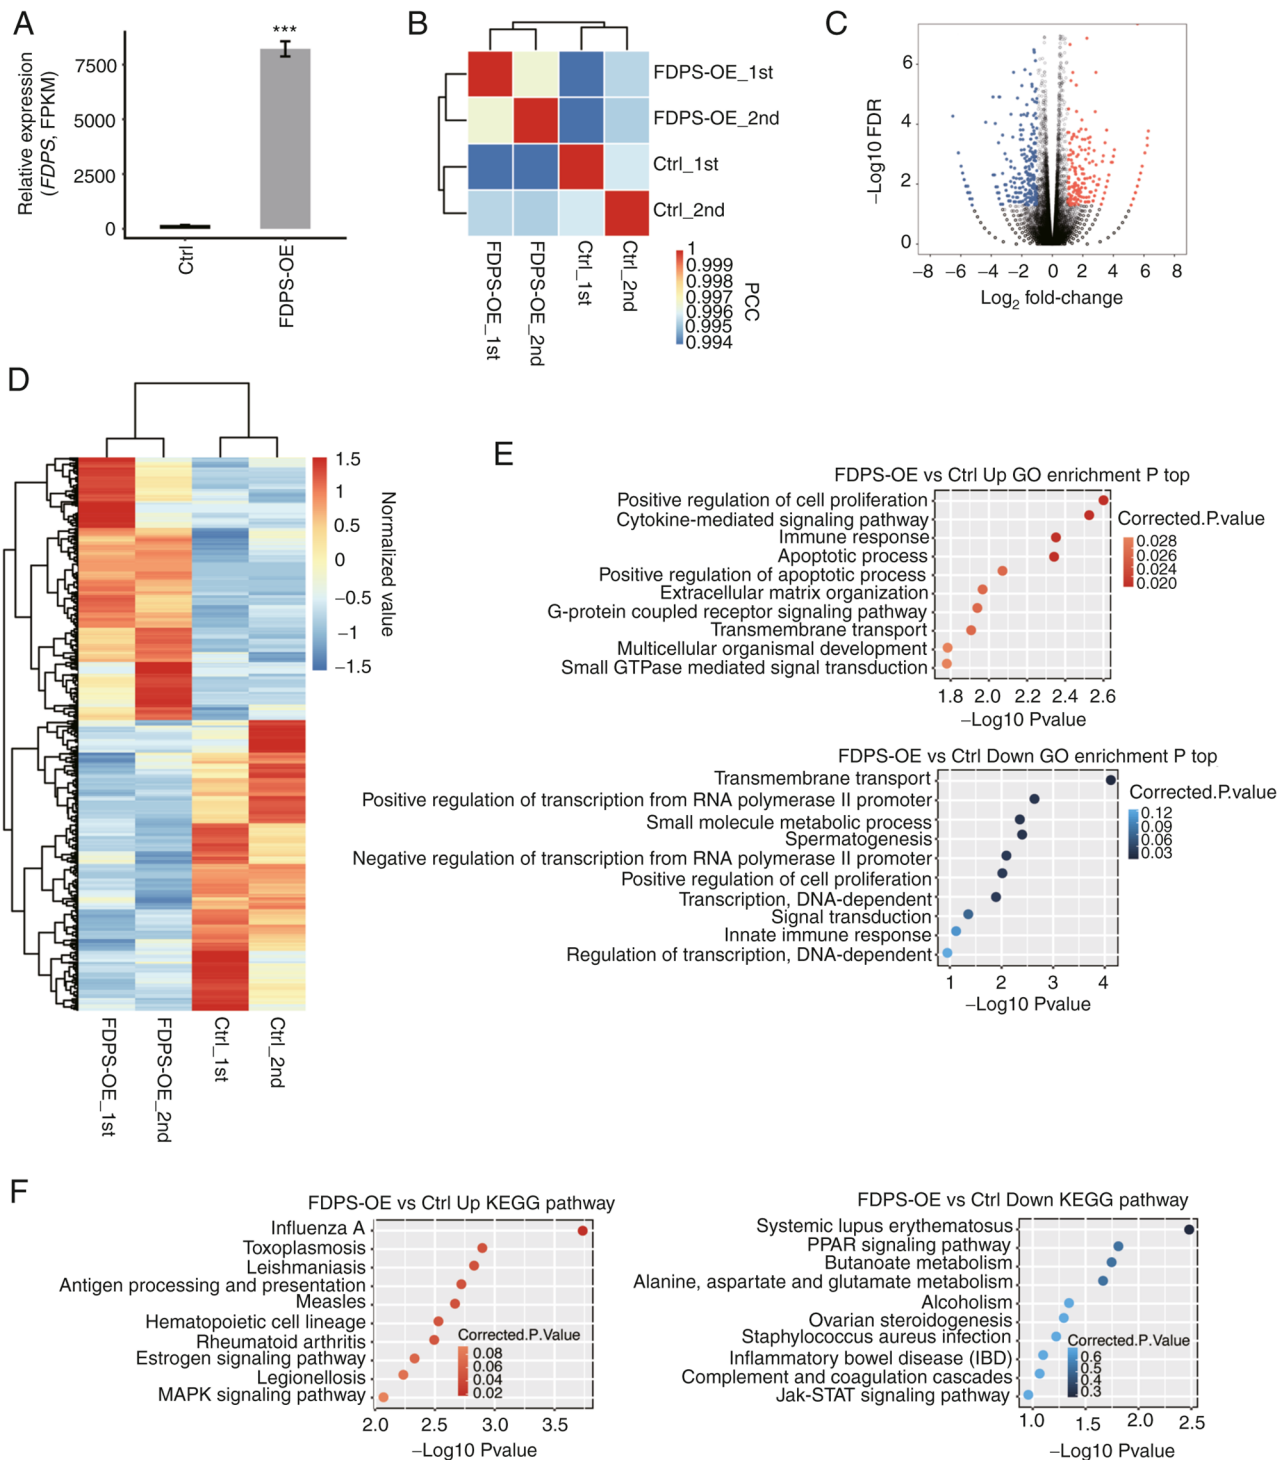 A
Relative expression
(FDPS, FPKM)
7500
5000
2500
0
***
Ctrl
FDPS-OE
B
FDPS-OE_1st
FDPS-OE_2nd
Ctrl_1st
Ctrl_2nd
FDPS-OE_1st
FDPS-OE_2nd
Ctrl_1st
Ctrl_2nd
1
0.999
0.998
0.997
0.996
0.995
0.994
PCC
C
−Log10 FDR
6
4
2
0
−8 −6 −4 −2 0 2 4 6 8
Log2 fold-change
D
1.5
1
0.5
0
−0.5
−1
−1.5
Normalized value
FDPS-OE_1st
FDPS-OE_2nd
Ctrl_1st
Ctrl_2nd
E
FDPS-OE vs Ctrl Up GO enrichment P top
Positive regulation of cell proliferation
Cytokine-mediated signaling pathway
Immune response
Apoptotic process
Positive regulation of apoptotic process
Extracellular matrix organization
G-protein coupled receptor signaling pathway
Transmembrane transport
Multicellular organismal development
Small GTPase mediated signal transduction
1.8 2.0 2.2 2.4 2.6
−Log10 Pvalue
Corrected.P.value
0.028
0.026
0.024
0.020
FDPS-OE vs Ctrl Down GO enrichment P top
Transmembrane transport
Positive regulation of transcription from RNA polymerase II promoter
Small molecule metabolic process
Spermatogenesis
Negative regulation of transcription from RNA polymerase II promoter
Positive regulation of cell proliferation
Transcription, DNA-dependent
Signal transduction
Innate immune response
Regulation of transcription, DNA-dependent
1 2 3 4
−Log10 Pvalue
Corrected.P.value
0.12
0.09
0.06
0.03
F
FDPS-OE vs Ctrl Up KEGG pathway
Influenza A
Toxoplasmosis
Leishmaniasis
Antigen processing and presentation
Measles
Hematopoietic cell lineage
Rheumatoid arthritis
Estrogen signaling pathway
Legionellosis
MAPK signaling pathway
Corrected.P.Value
0.08
0.06
0.04
0.02
2.0 2.5 3.0 3.5
−Log10 Pvalue
FDPS-OE vs Ctrl Down KEGG pathway
Systemic lupus erythematosus
PPAR signaling pathway
Butanoate metabolism
Alanine, aspartate and glutamate metabolism
Alcoholism
Ovarian steroidogenesis
Staphylococcus aureus infection
Inflammatory bowel disease (IBD)
Complement and coagulation cascades
Jak-STAT signaling pathway
Corrected.P.Value
0.6
0.5
0.4
0.3
1.0 1.5 2.0 2.5
−Log10 Pvalue